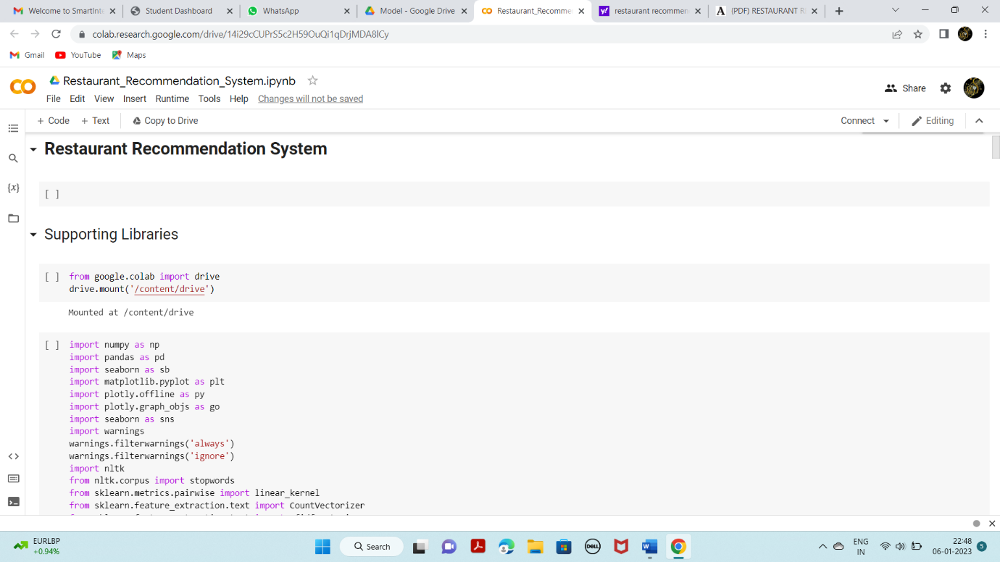 Welcome to SmartInte
Student Dashboard
WhatsApp
Model - Google Drive
Restaurant_Recomme
restaurant recommen
(PDF) RESTAURANT R
colab.research.google.com/drive/14i29cCUPrS5c2H59OuQi1qDrjMDA8lCy
Gmail
YouTube
Maps
Restaurant_Recommendation_System.ipynb
File Edit View Insert Runtime Tools Help Changes will not be saved
Share
+ Code + Text Copy to Drive
Connect
Editing
Restaurant Recommendation System
[ ]
Supporting Libraries
[ ] from google.colab import drive
drive.mount('/content/drive')
Mounted at /content/drive
[ ] import numpy as np
import pandas as pd
import seaborn as sb
import matplotlib.pyplot as plt
import plotly.offline as py
import plotly.graph_objs as go
import seaborn as sns
import warnings
warnings.filterwarnings('always')
warnings.filterwarnings('ignore')
import nltk
from nltk.corpus import stopwords
from sklearn.metrics.pairwise import linear_kernel
from sklearn.feature_extraction.text import CountVectorizer
EURLBP
+0.94%
Search
DELL
ENG
IN
22:48
06-01-2023
5